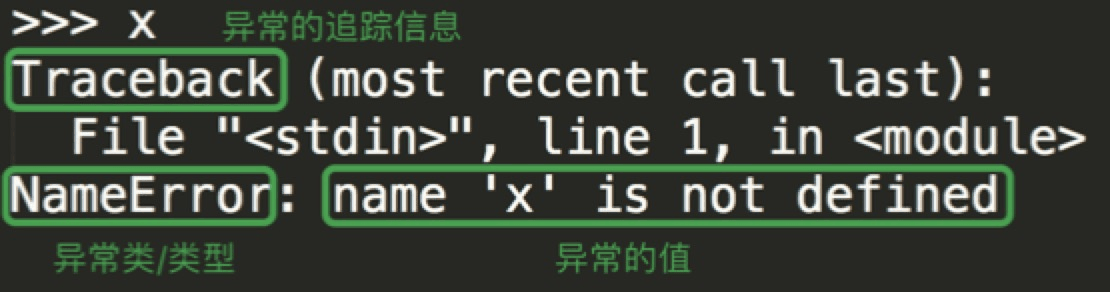 >>> x 异常的追踪信息
Traceback (most recent call last):
  File "<stdin>", line 1, in <module>
NameError: name 'x' is not defined
异常类/类型 异常的值